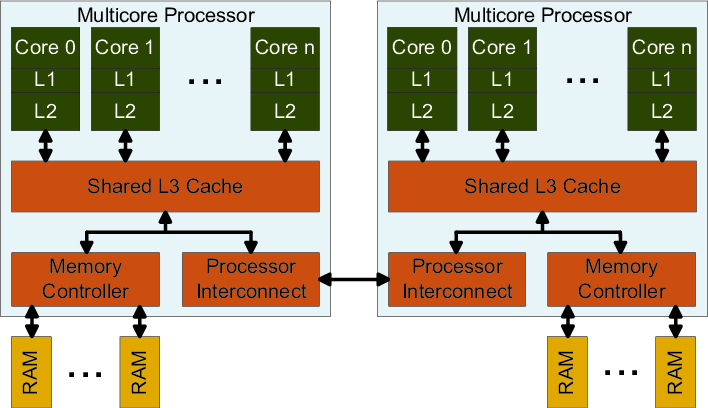 Multicore Processor
Core 0 Core 1 Core n
L1 L1 ... L1
L2 L2 L2
Shared L3 Cache
Memory Controller
Processor Interconnect
RAM ... RAM
Multicore Processor
Core 0 Core 1 Core n
L1 L1 ... L1
L2 L2 L2
Shared L3 Cache
Processor Interconnect
Memory Controller
RAM ... RAM